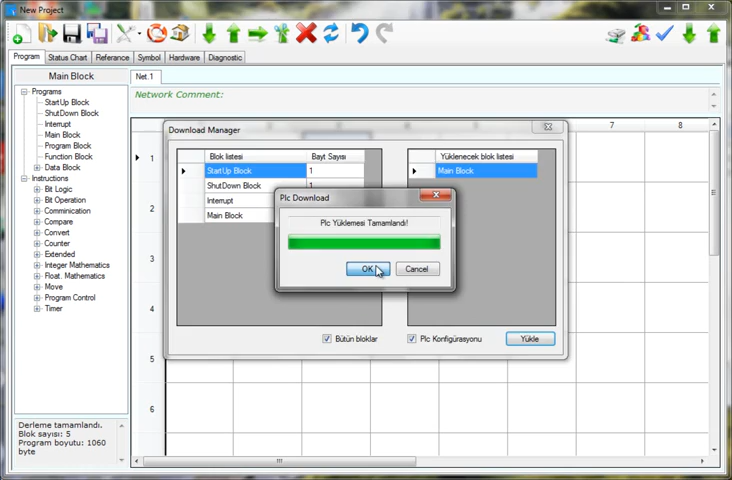 New Project
Program
Status Chart
Referance
Symbol
Hardware
Diagnostic
Main Block
Net.1
Network Comment:
Programs
StartUp Block
ShutDown Block
Interrupt
Main Block
Program Block
Function Block
Data Block
Instructions
Bit Logic
Bit Operation
Comminication
Compare
Convert
Counter
Extended
Integer Mathematics
Float. Mathematics
Move
Program Control
Timer
Derleme tamamlandı.
Blok sayısı: 5
Program boyutu: 1060
byte
7
8
1
2
3
4
5
6
Download Manager
Blok listesi
Bayt Sayısı
StartUp Block
1
ShutDown Block
1
Interrupt
Main Block
Yüklenecek blok listesi
Main Block
Plc Download
Plc Yüklemesi Tamamlandı!
OK
Cancel
Bütün bloklar
Plc Konfigürasyonu
Yükle